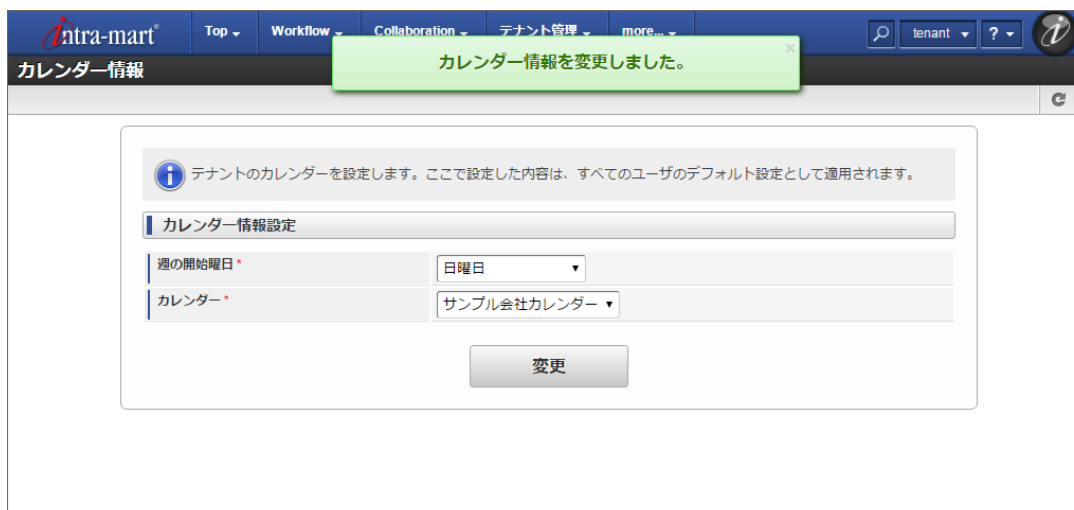 intra-mart® Top Workflow Collaboration テナント管理 more... tenant ?
カレンダー情報を変更しました。 ×
カレンダー情報
テナントのカレンダーを設定します。ここで設定した内容は、すべてのユーザのデフォルト設定として適用されます。
カレンダー情報設定
週の開始曜日* 日曜日
カレンダー* サンプル会社カレンダー
変更